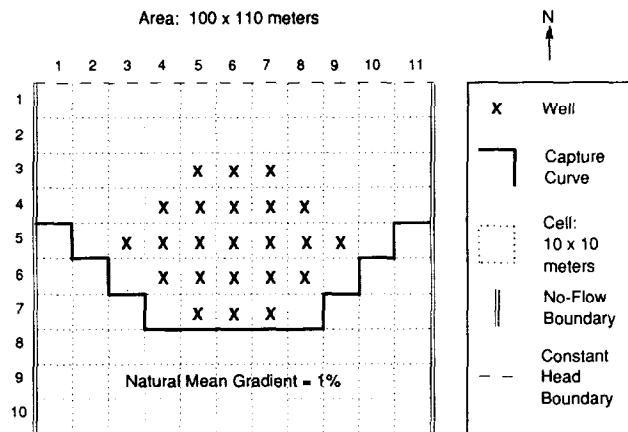 Area: 100 x 110 meters
N
1 2 3 4 5 6 7 8 9 10 11
1
2
3 X X X
4 X X X X X
5 X X X X X X X
6 X X X X X
7 X X X
8
9
Natural Mean Gradient = 1%
10
X Well
Capture
Curve
Cell:
10 x 10
meters
No-Flow
Boundary
Constant
Head
Boundary